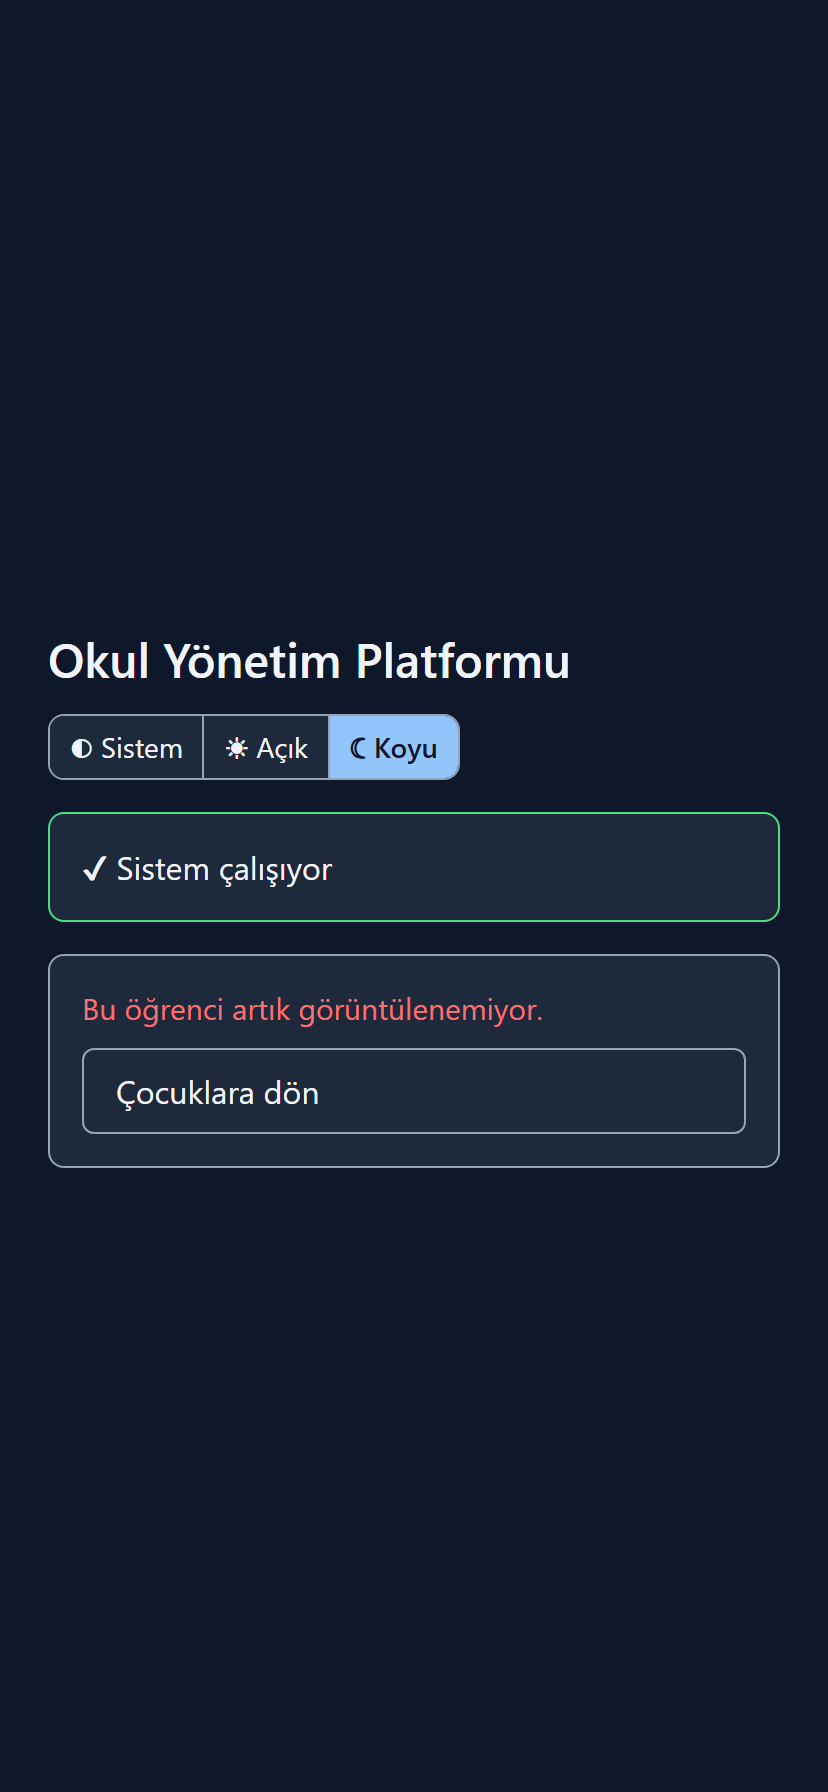 Okul Yönetim Platformu
Sistem Açık Koyu
Sistem çalışıyor
Bu öğrenci artık görüntülenemiyor.
Çocuklara dön